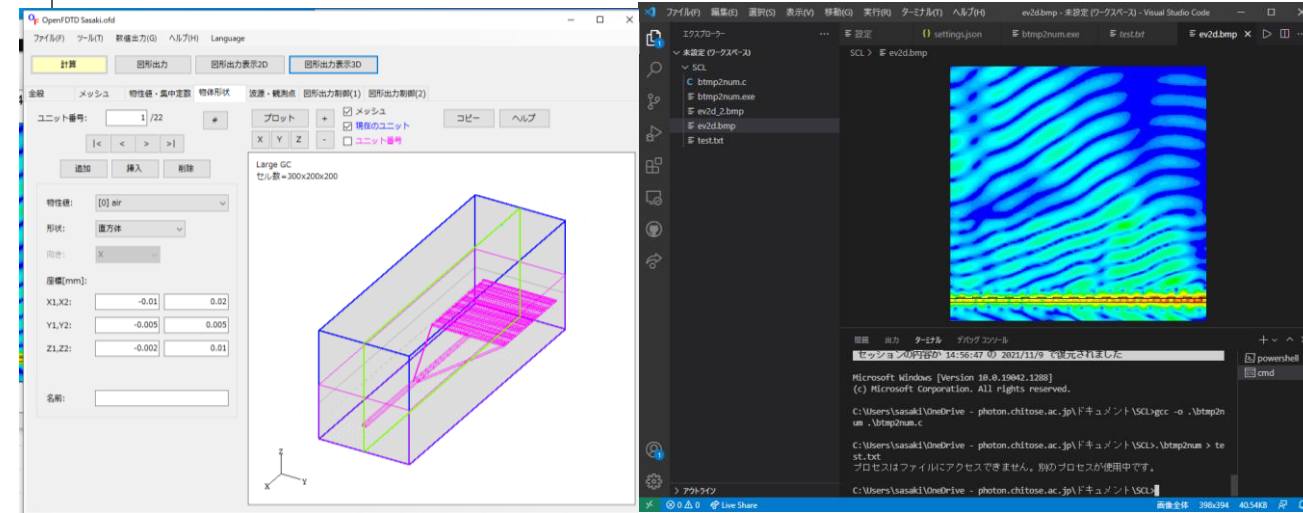 OpenFDTD Sasaki.ofd
ファイル(F) ツール(T) 数値出力(G) ヘルプ(H) Language
計算 図形出力 図形出力表示2D 図形出力表示3D
全般 メッシュ 物性値・集中定数 物体形状 波源・観測点 図形出力制御(1) 図形出力制御(2)
ユニット番号: 1 /22 #
|< < > >|
追加 挿入 削除
物性値: [0] air
形状: 直方体
向き: X
座標[mm]:
X1,X2: -0.01 0.02
Y1,Y2: -0.005 0.005
Z1,Z2: -0.002 0.01
名前:
プロット + メッシュ コピー ヘルプ
現在のユニット
X Y Z - ユニット番号
Large GC
セル数=300x200x200
Z
X Y
ファイル(F) 編集(E) 選択(S) 表示(V) 移動(G) 実行(R) ターミナル(T) ヘルプ(H) ev2d.bmp - 未設定 (ワークスペース) - Visual Studio Code
エクスプローラー ···
未設定 (ワークスペース)
SCL
btmp2num.c
btmp2num.exe
ev2d_2.bmp
ev2d.bmp
test.txt
アウトライン
設定 settings.json btmp2num.exe test.txt ev2d.bmp
SCL > ev2d.bmp
問題 出力 ターミナル デバッグ コンソール
セッションの内容が 14:56:47 の 2021/11/9 で復元されました
Microsoft Windows [Version 10.0.19042.1288]
(c) Microsoft Corporation. All rights reserved.
C:\Users\sasaki\OneDrive - photon.chitose.ac.jp\ドキュメント\SCL>gcc -o .\btmp2n
um .\btmp2num.c
C:\Users\sasaki\OneDrive - photon.chitose.ac.jp\ドキュメント\SCL>.\btmp2num > te
st.txt
プロセスはファイルにアクセスできません。別のプロセスが使用中です。
C:\Users\sasaki\OneDrive - photon.chitose.ac.jp\ドキュメント\SCL>
powershell
cmd
0 0 Live Share 画像全体 398x394 40.54KB